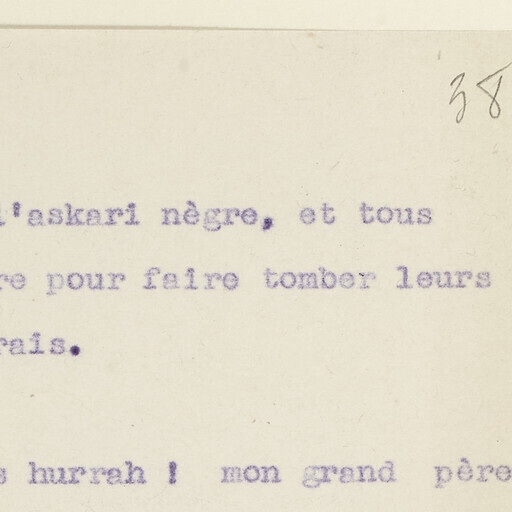 38
l'askari nègre, et tous
re pour faire tomber leurs
rais.
s hurrah ! mon grand père